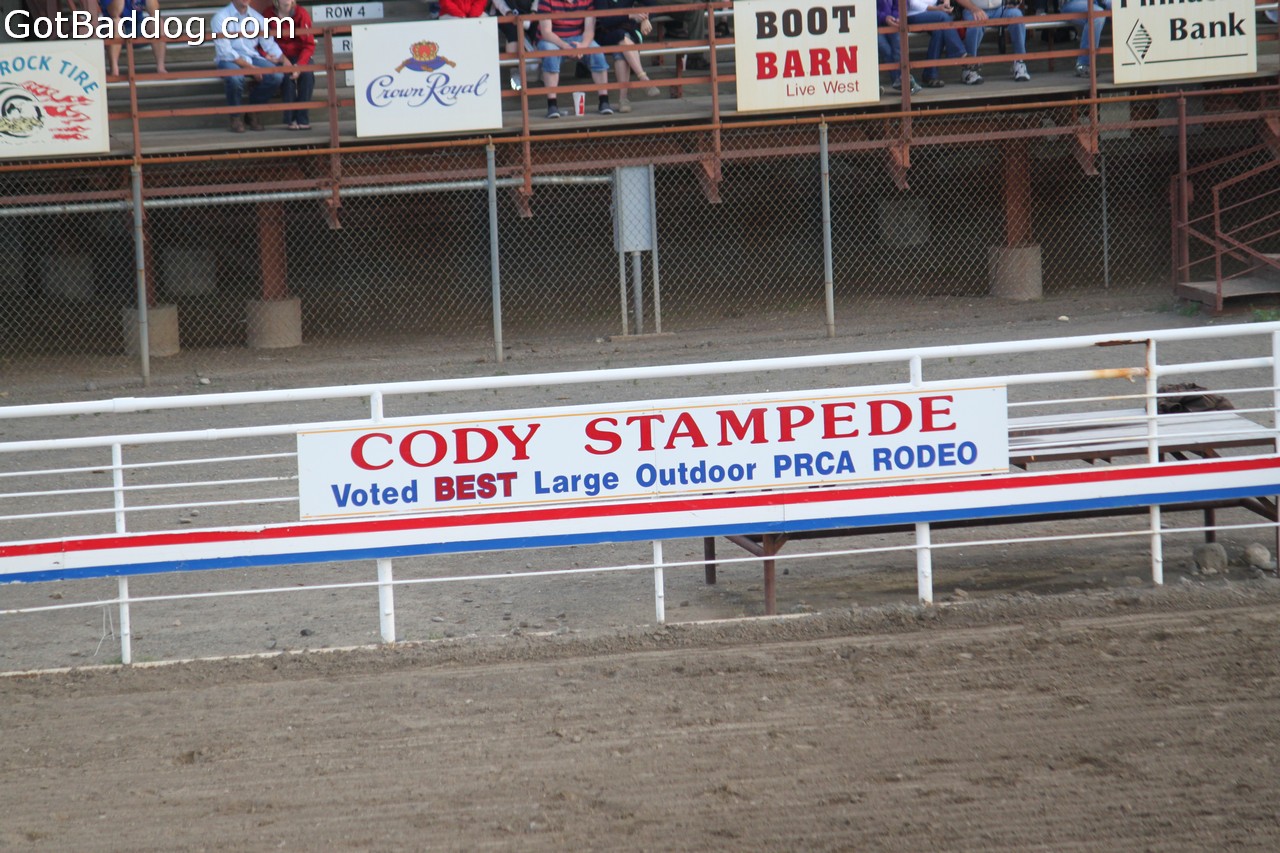 GotBaddog.com
ROW 4
ROCK TIRE
Crown Royal
BOOT
BARN
Live West
Bank
CODY STAMPEDE
Voted BEST Large Outdoor PRCA RODEO